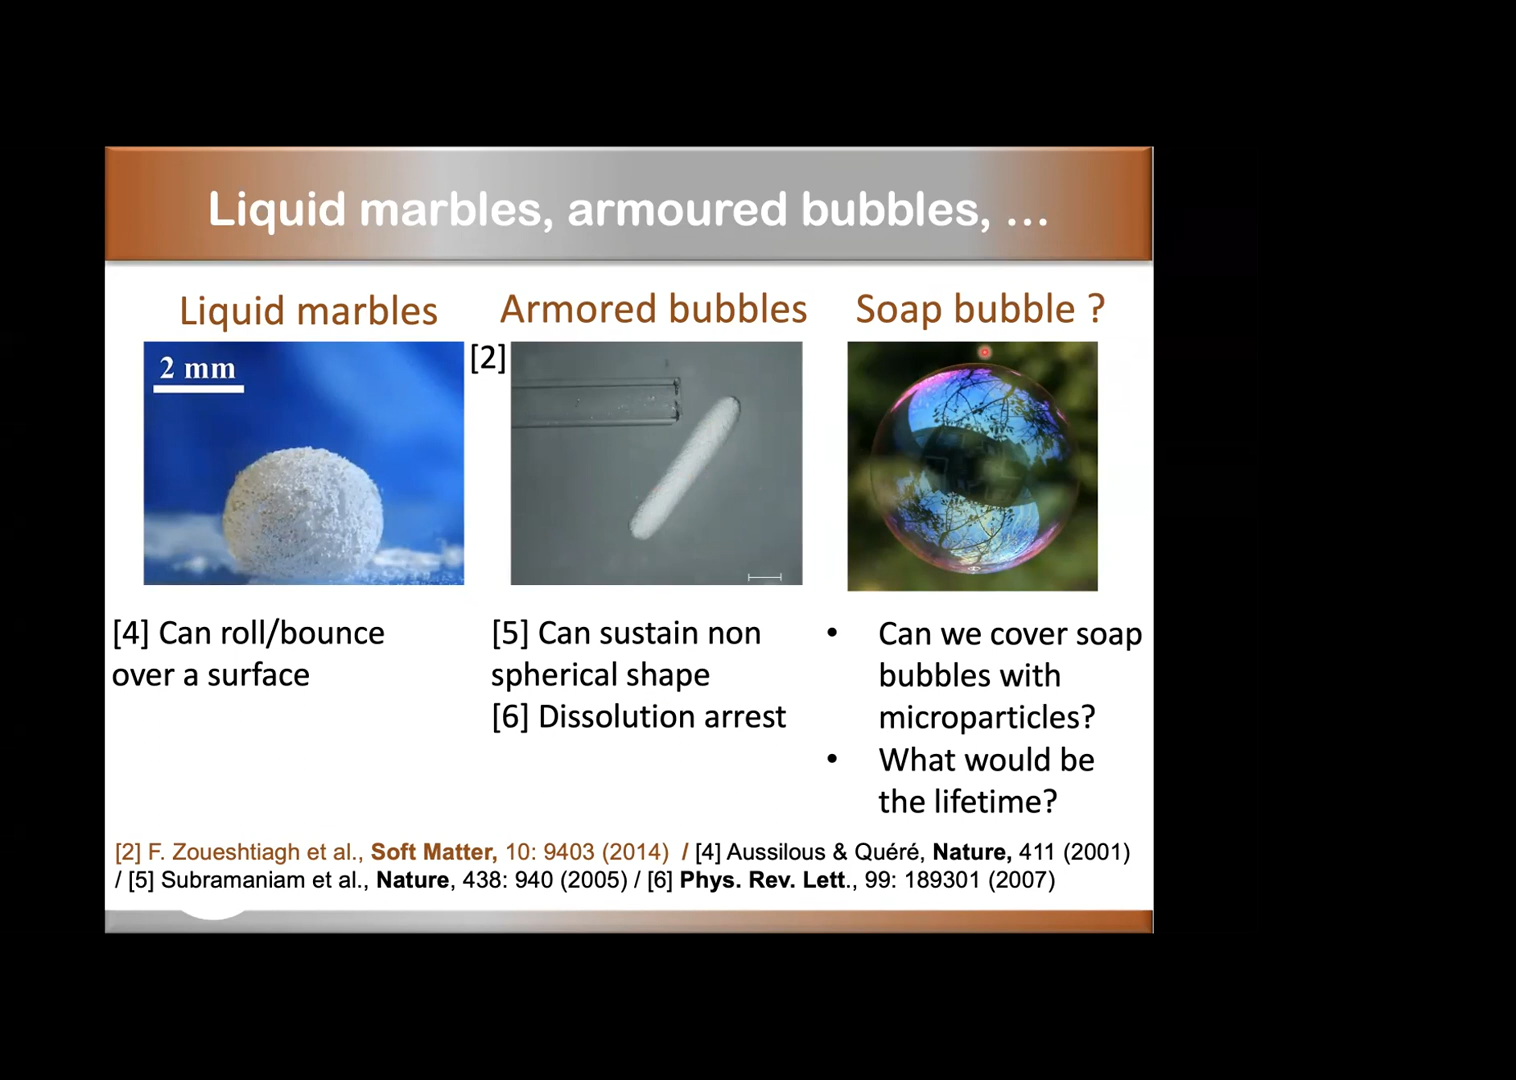 Liquid marbles, armoured bubbles, ...
Liquid marbles
Armored bubbles
Soap bubble ?
2 mm
[2]
[4] Can roll/bounce
over a surface
[5] Can sustain non
spherical shape
[6] Dissolution arrest
• Can we cover soap
bubbles with
microparticles?
• What would be
the lifetime?
[2] F. Zoueshtiagh et al., Soft Matter, 10: 9403 (2014) / [4] Aussilous & Quéré, Nature, 411 (2001)
/ [5] Subramaniam et al., Nature, 438: 940 (2005) / [6] Phys. Rev. Lett., 99: 189301 (2007)